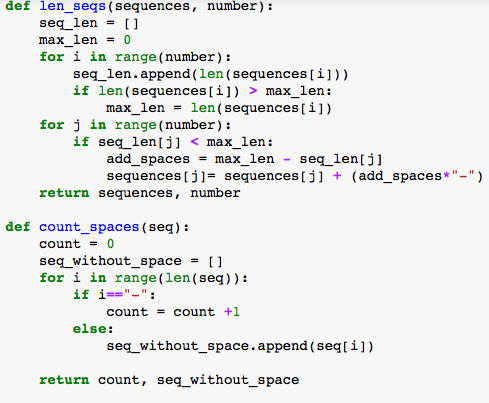 def len_seqs(sequences, number):
    seq_len = []
    max_len = 0
    for i in range(number):
        seq_len.append(len(sequences[i]))
        if len(sequences[i]) > max_len:
            max_len = len(sequences[i])
    for j in range(number):
        if seq_len[j] < max_len:
            add_spaces = max_len - seq_len[j]
            sequences[j]= sequences[j] + (add_spaces*"-")
    return sequences, number

def count_spaces(seq):
    count = 0
    seq_without_space = []
    for i in range(len(seq)):
        if i=="-":
            count = count +1
        else:
            seq_without_space.append(seq[i])

    return count, seq_without_space